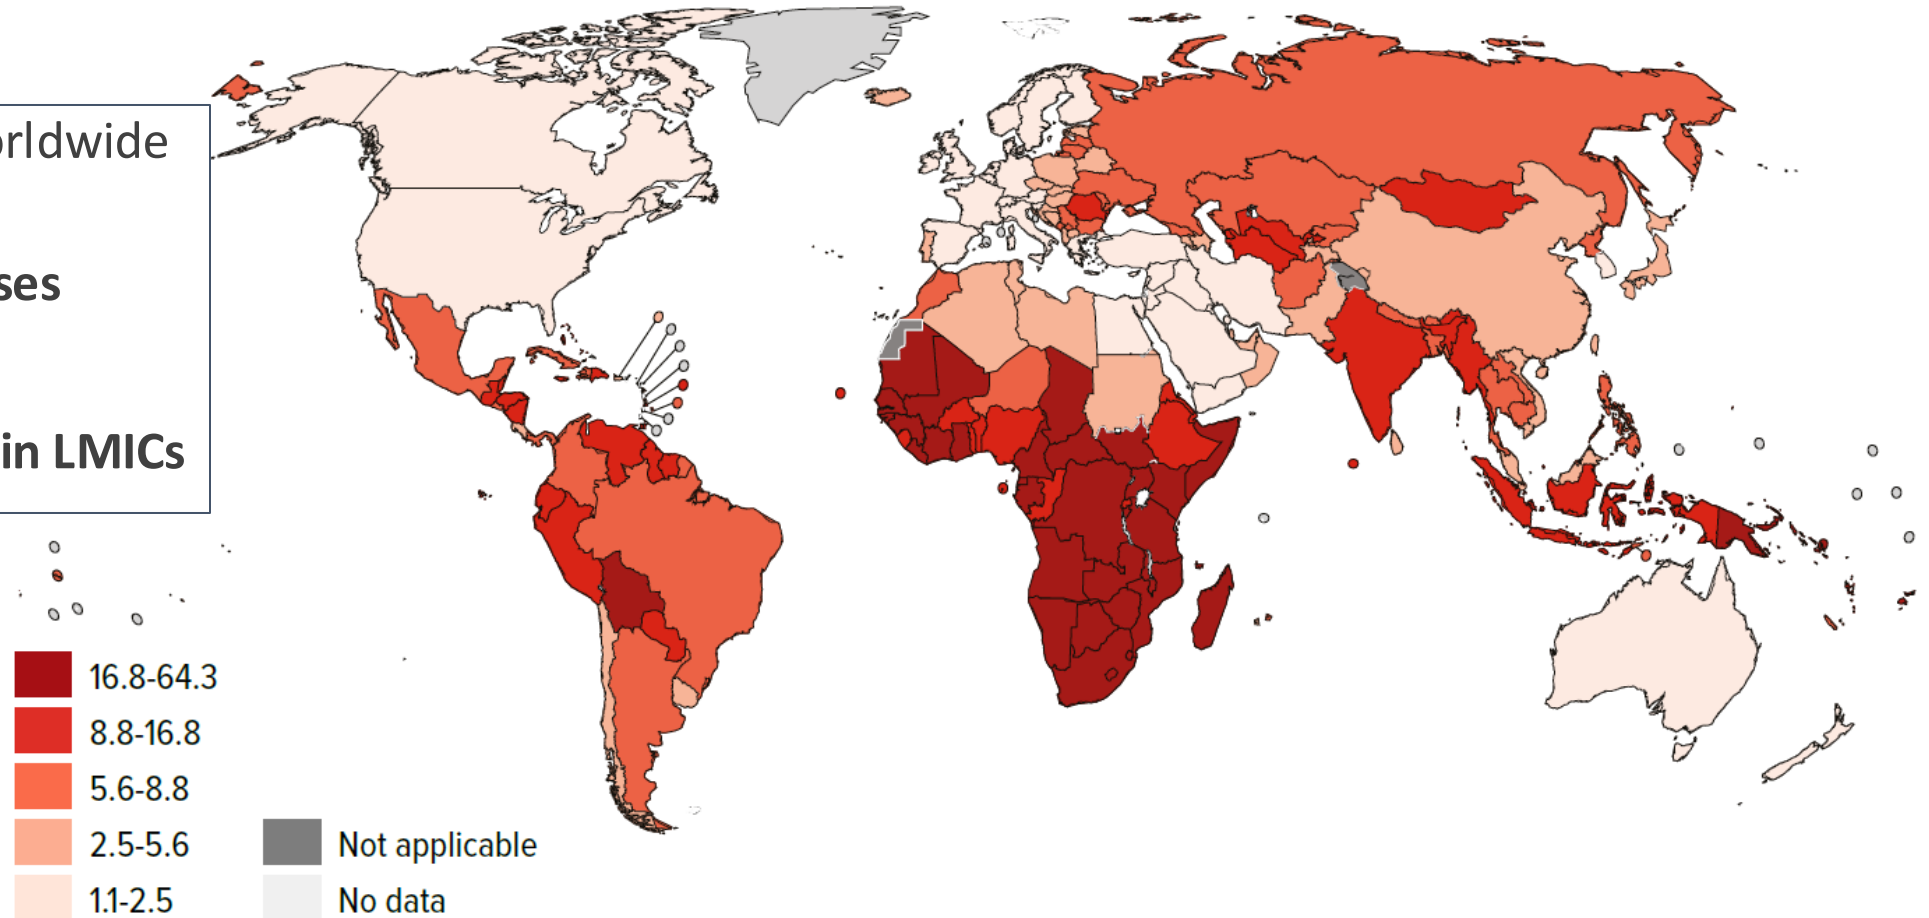 orldwide
ses
in LMICs
16.8-64.3
8.8-16.8
5.6-8.8
2.5-5.6
1.1-2.5
Not applicable
No data